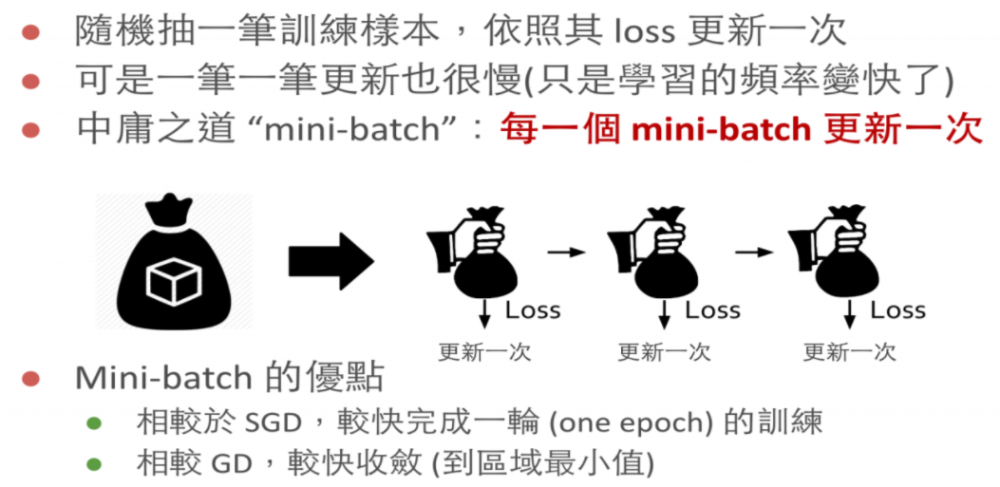 隨機抽一筆訓練樣本，依照其 loss 更新一次
可是一筆一筆更新也很慢(只是學習的頻率變快了)
中庸之道 “mini-batch”：每一個 mini-batch 更新一次
Loss
Loss
Loss
更新一次
更新一次
更新一次
Mini-batch 的優點
相較於 SGD，較快完成一輪 (one epoch) 的訓練
相較 GD，較快收斂 (到區域最小值)